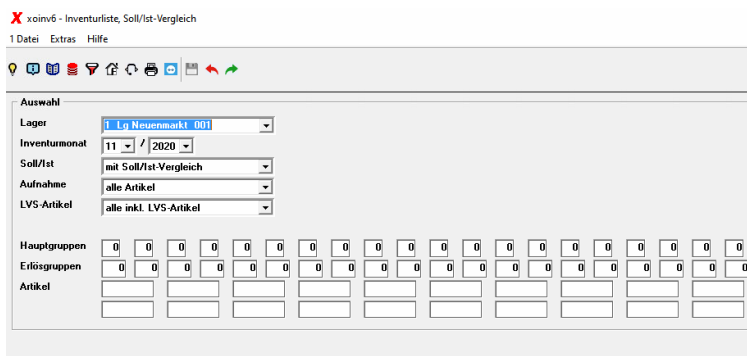 X xoinv6 - Inventurliste, Soll/Ist-Vergleich
1 Datei Extras Hilfe
Auswahl
Lager 1 Lg Neuenmarkt 001
Inventurmonat 11 / 2020
Soll/Ist mit Soll/Ist-Vergleich
Aufnahme alle Artikel
LVS-Artikel alle inkl. LVS-Artikel
Hauptgruppen 0 0 0 0 0 0 0 0 0 0 0 0 0 0 0 0 0 0 0 0
Erlösgruppen 0 0 0 0 0 0 0 0 0 0 0 0 0 0 0 0 0 0 0 0
Artikel